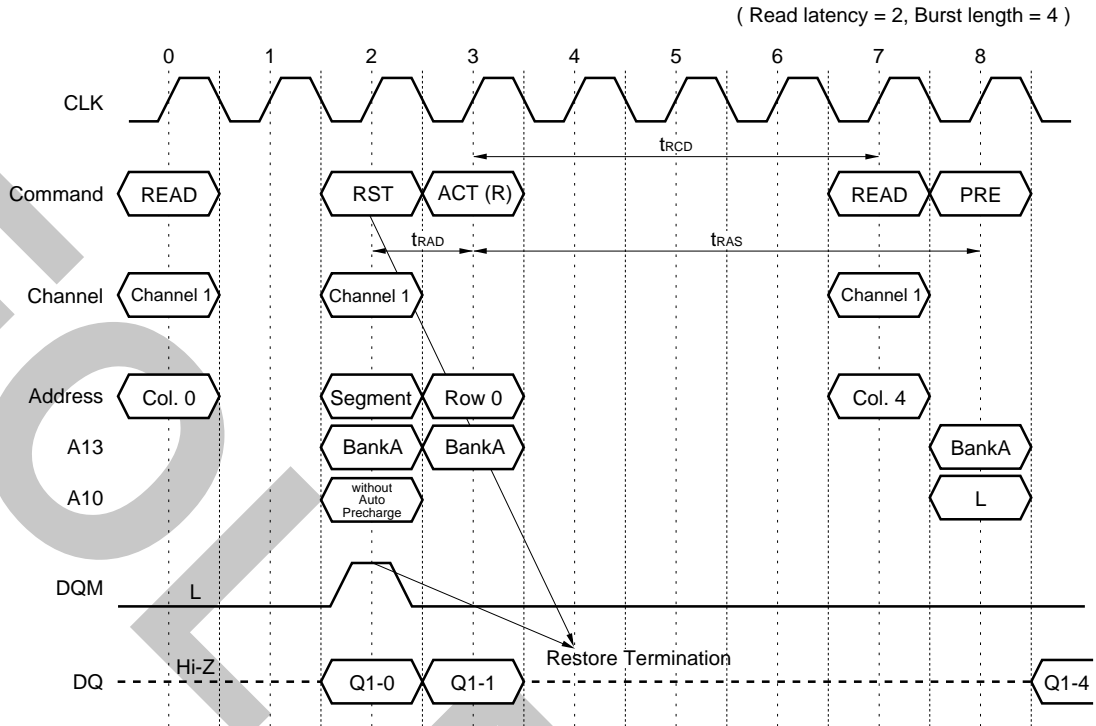 ( Read latency = 2, Burst length = 4 )
0 1 2 3 4 5 6 7 8
CLK
tRCD
Command READ RST ACT (R) READ PRE
tRAD tRAS
Channel Channel 1 Channel 1 Channel 1
Address Col. 0 Segment Row 0 Col. 4
A13 BankA BankA BankA
A10 without Auto Precharge L
DQM L
Restore Termination
DQ Hi-Z Q1-0 Q1-1 Q1-4